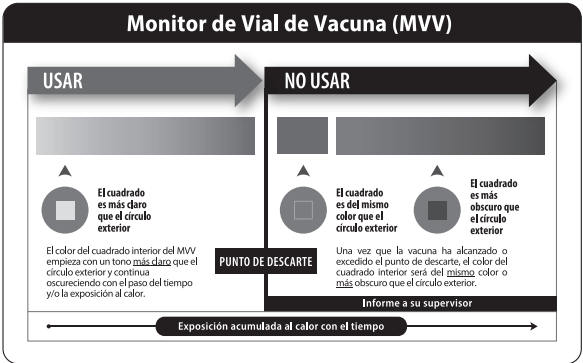 Monitor de Vial de Vacuna (MVV)
USAR
NO USAR
El cuadrado
es más claro
que el círculo
exterior
El color del cuadrado interior del MVV
empieza con un tono más claro que el
círculo exterior y continua
oscureciendo con el paso del tiempo
y/o la exposición al calor.
PUNTO DE DESCARTE
El cuadrado
es del mismo
color que el
círculo exterior
El cuadrado
es más
obscuro que
el círculo
exterior
Una vez que la vacuna ha alcanzado o
excedido el punto de descarte, el color del
cuadrado interior será del mismo color o
más obscuro que el círculo exterior.
Informe a su supervisor
Exposición acumulada al calor con el tiempo